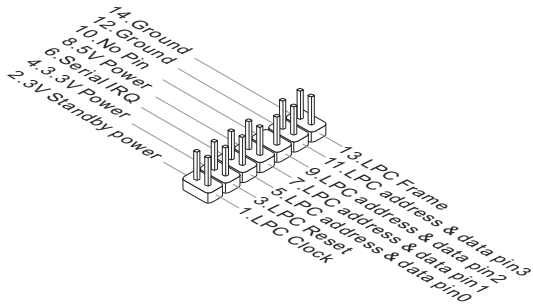 14.Ground
12.Ground
10.No Pin
8.5V Power
6.Serial IRQ
4.3.3V Power
2.3V Standby power
13.LPC Frame
11.LPC address & data pin3
9.LPC address & data pin2
7.LPC address & data pin1
5.LPC address & data pin0
3.LPC Reset
1.LPC Clock